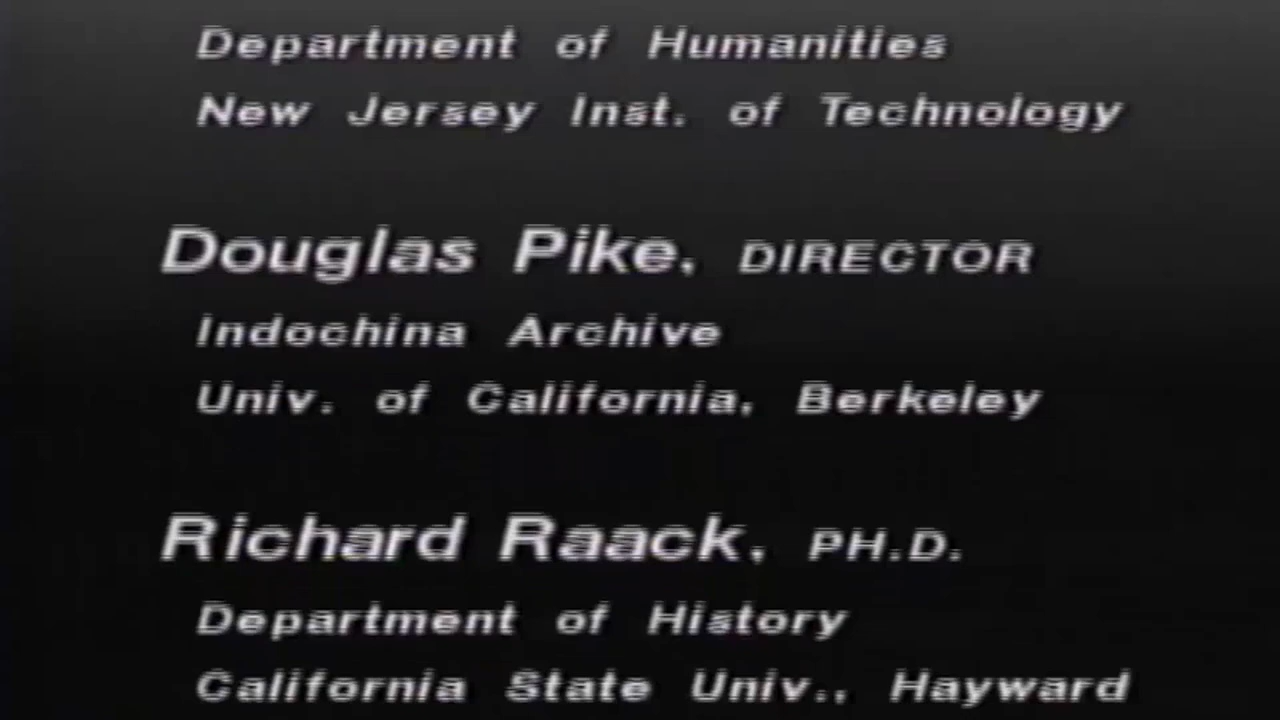 Department of Humanities
New Jersey Inst. of Technology
Douglas Pike, DIRECTOR
Indochina Archive
Univ. of California, Berkeley
Richard Raack, PH.D.
Department of History
California State Univ., Hayward